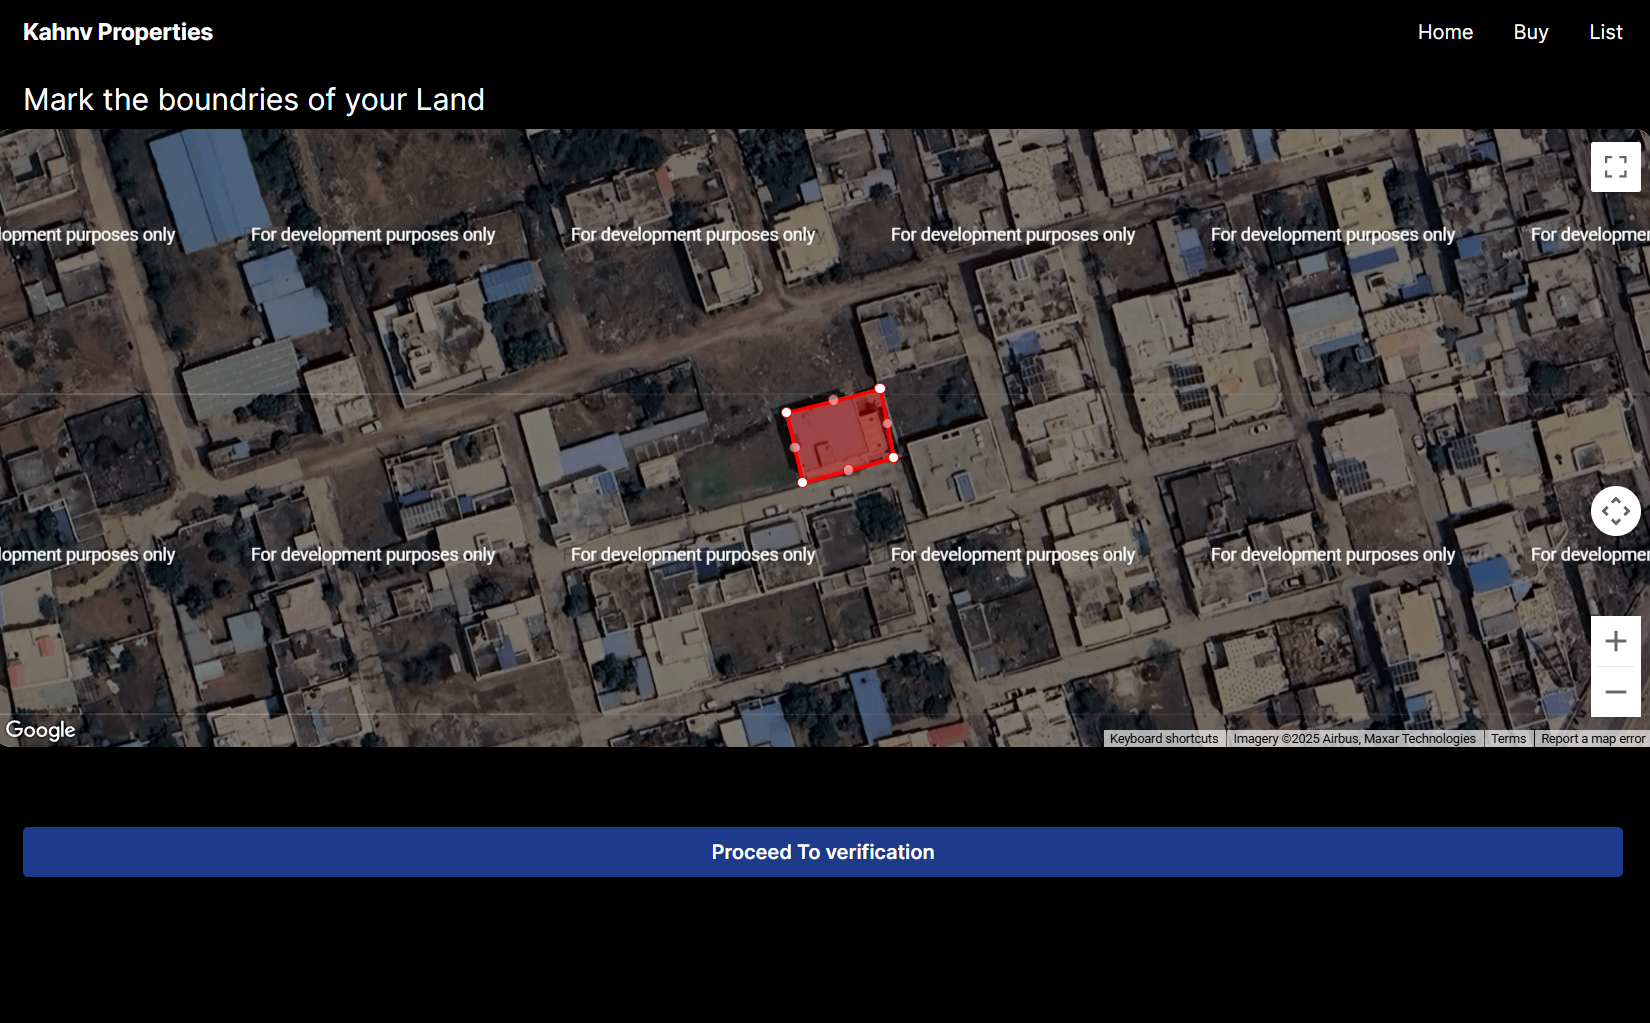 Kahnv Properties
Home Buy List
Mark the boundries of your Land
lopment purposes only For development purposes only For development purposes only For development purposes only For development purposes only For developme
lopment purposes only For development purposes only For development purposes only For development purposes only For development purposes only For developme
Google
Keyboard shortcuts Imagery ©2025 Airbus, Maxar Technologies Terms Report a map error
Proceed To verification